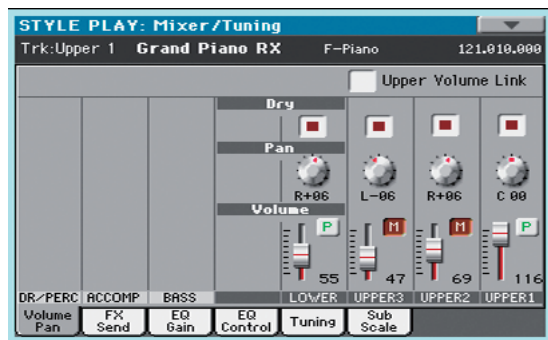 STYLE PLAY: Mixer/Tuning
Trk:Upper 1 Grand Piano RX F-Piano 121.010.000
Upper Volume Link
Dry
Pan
R+06 L-06 R+06 C 00
Volume
P M M P
55 47 69 116
DR/PERC ACCOMP BASS LOWER UPPER3 UPPER2 UPPER1
Volume Pan FX Send EQ Gain EQ Control Tuning Sub Scale